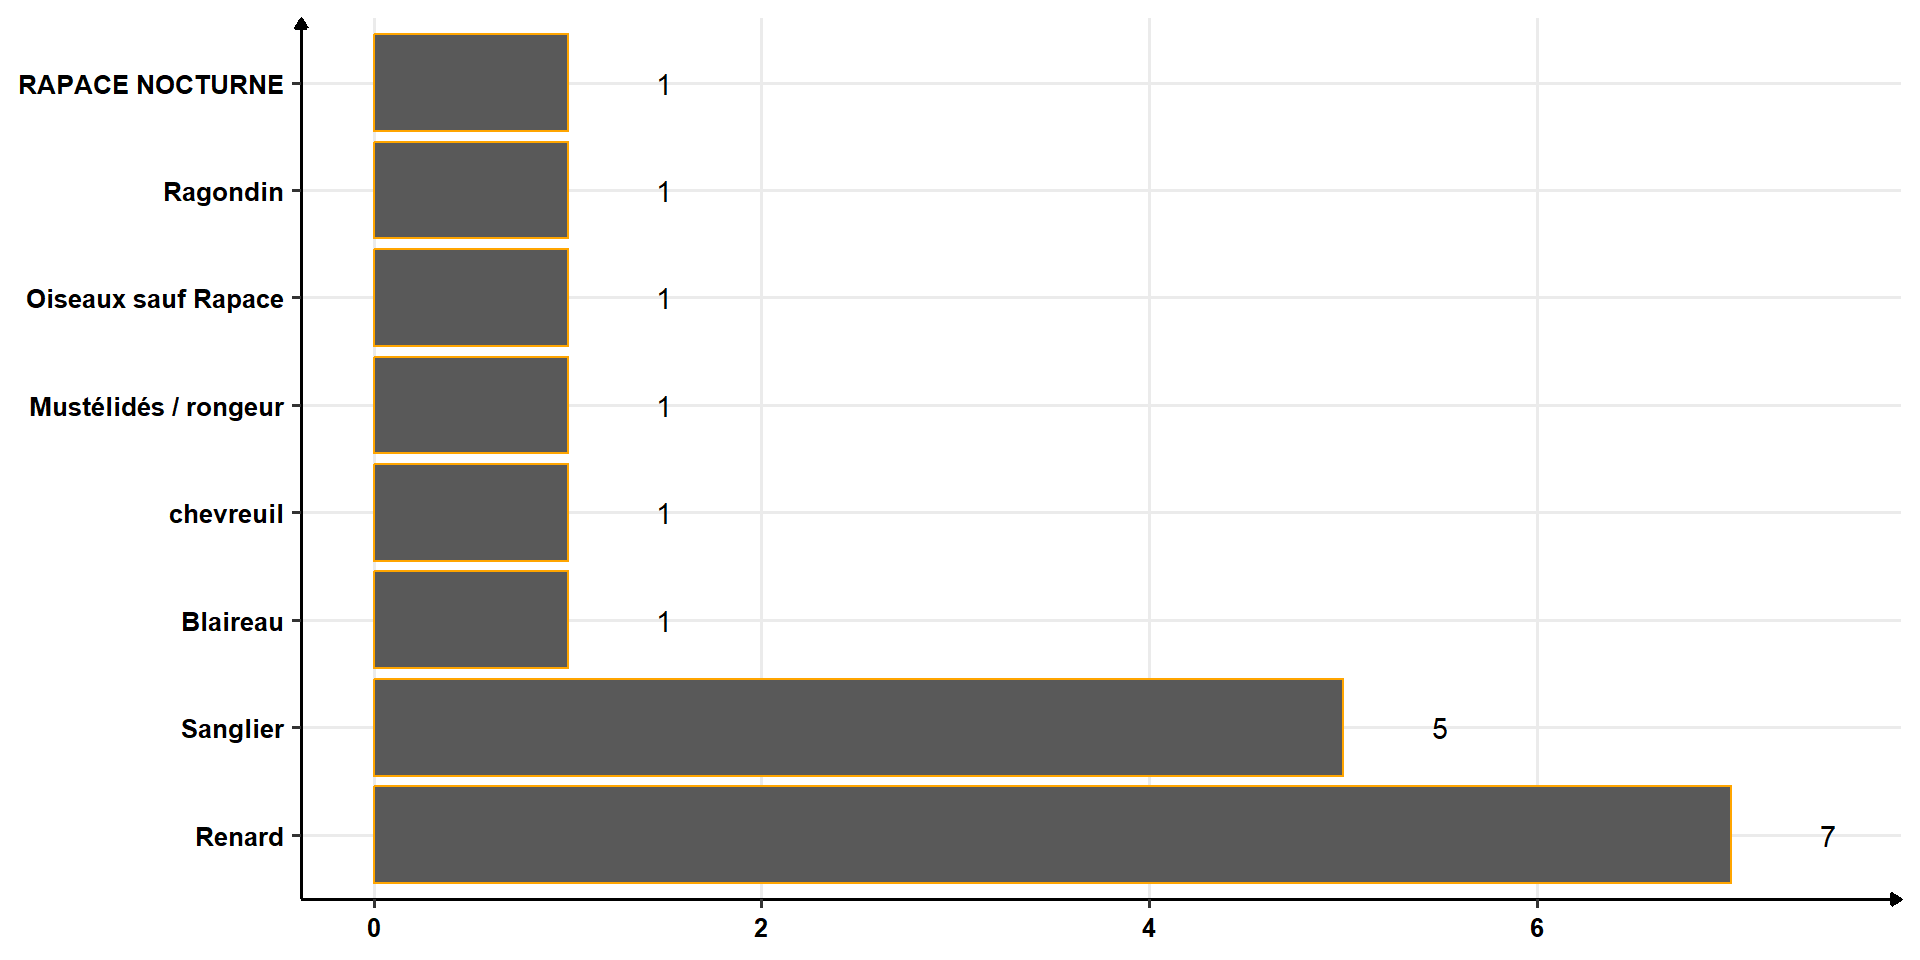 RAPACE NOCTURNE 1
Ragondin 1
Oiseaux sauf Rapace 1
Mustélidés / rongeur 1
chevreuil 1
Blaireau 1
Sanglier 5
Renard 7
0 2 4 6